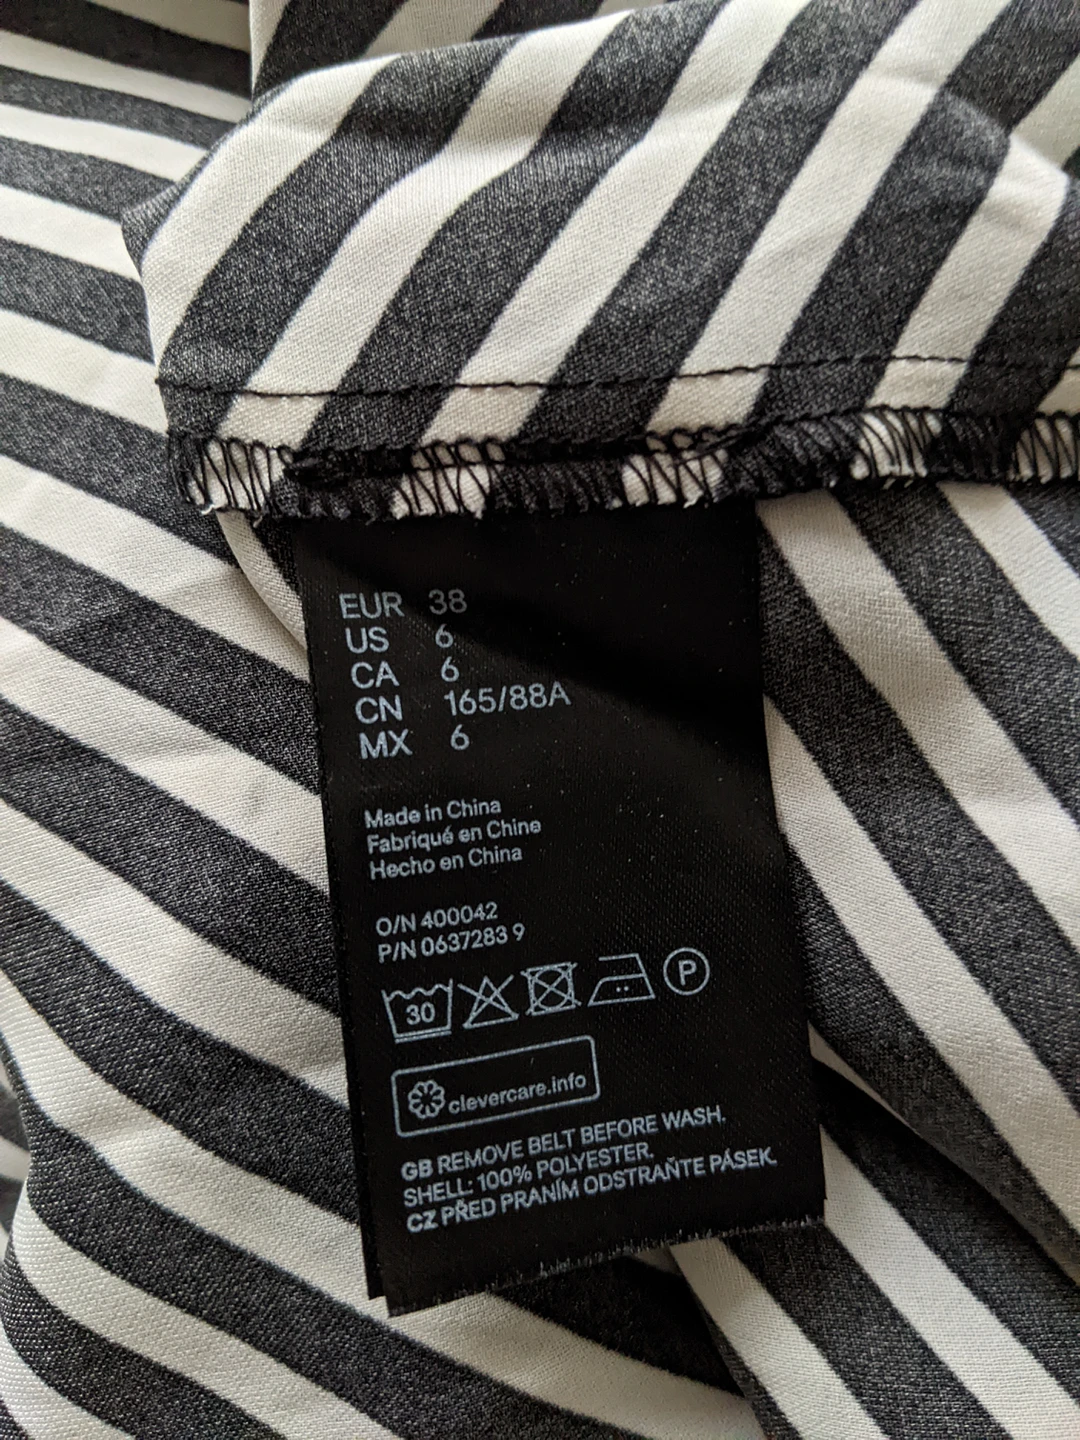 EUR 38
US 6
CA 6
CN 165/88A
MX 6
Made in China
Fabriqué en Chine
Hecho en China
O/N 400042
P/N 0637283 9
30 P
clevercare.info
GB REMOVE BELT BEFORE WASH.
SHELL: 100% POLYESTER.
CZ PŘED PRANÍM ODSTRAŇTE PÁSEK.